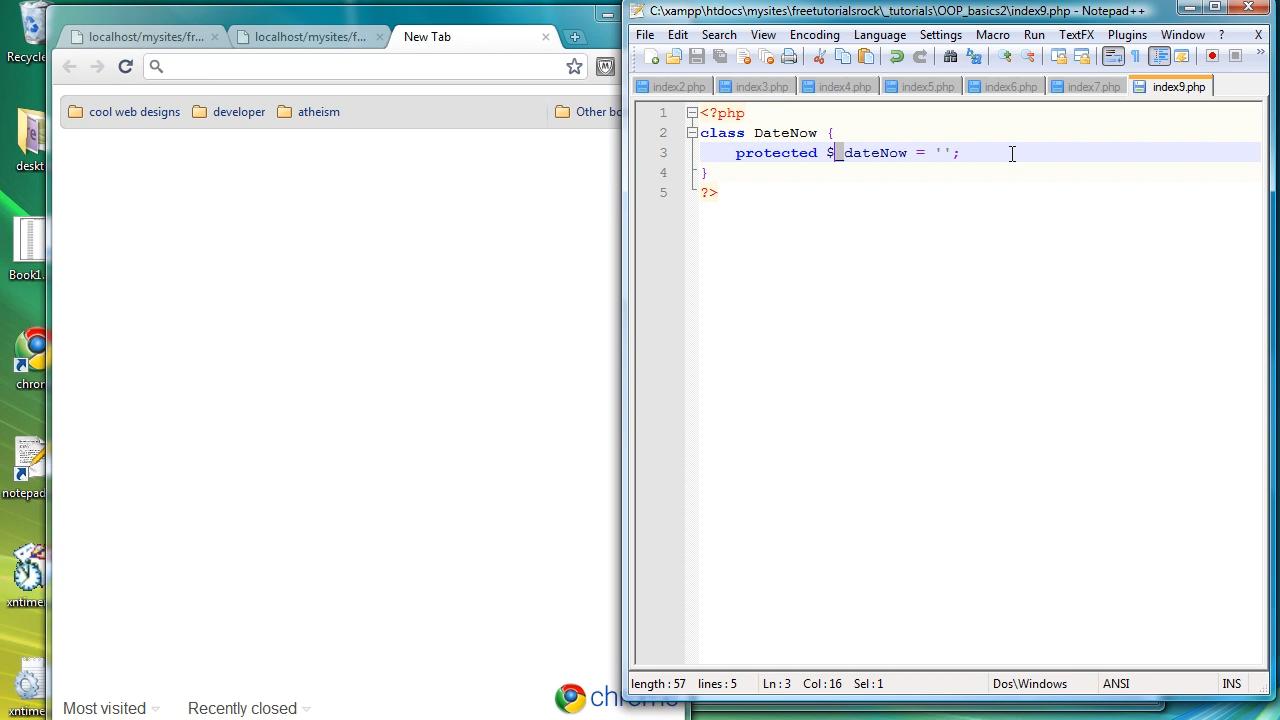 Recycle
deskt
Book1.
chron
notepad
xntime
xntime
localhost/mysites/fr...
localhost/mysites/f...
New Tab
cool web designs
developer
atheism
Other bo
Most visited
Recently closed
chrome
C:\xampp\htdocs\mysites\freetutorialsrock\_tutorials\OOP_basics2\index9.php - Notepad++
File Edit Search View Encoding Language Settings Macro Run TextFX Plugins Window ? X
index2.php index3.php index4.php index5.php index6.php index7.php index9.php
1 <?php
2 class DateNow {
3 protected $_dateNow = '';
4 }
5 ?>
length:57 lines:5 Ln:3 Col:16 Sel:1 Dos\Windows ANSI INS